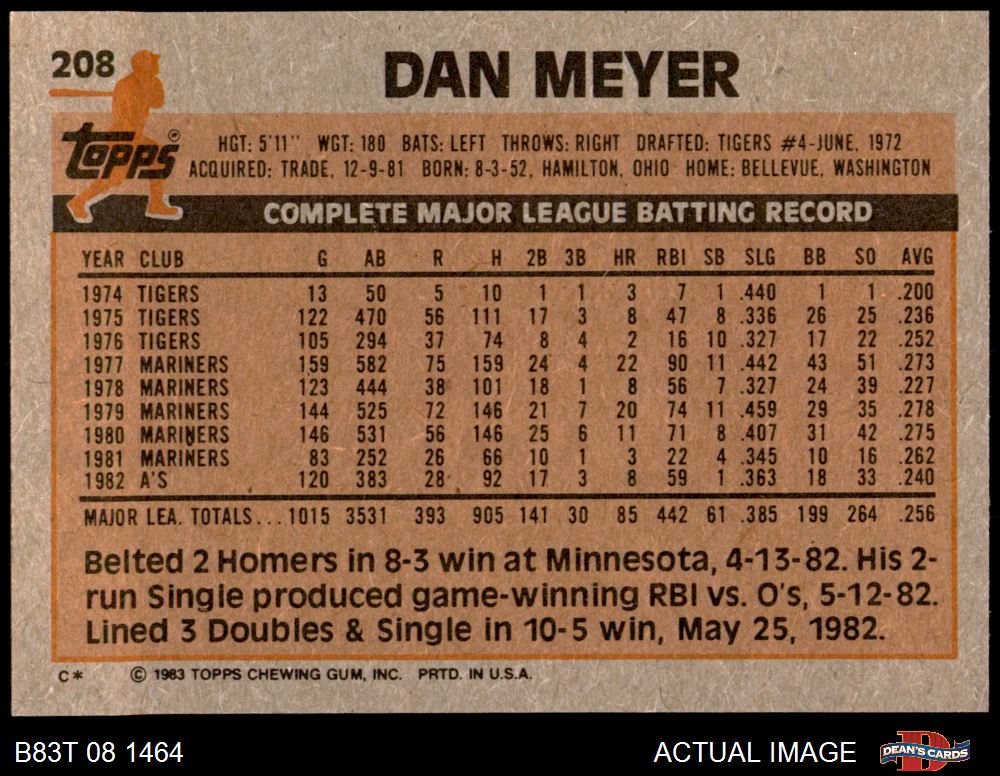 208
DAN MEYER
topps®
HGT: 5'11" WGT: 180 BATS: LEFT THROWS: RIGHT DRAFTED: TIGERS #4-JUNE, 1972
ACQUIRED: TRADE, 12-9-81 BORN: 8-3-52, HAMILTON, OHIO HOME: BELLEVUE, WASHINGTON
COMPLETE MAJOR LEAGUE BATTING RECORD
YEAR CLUB G AB R H 2B 3B HR RBI SB SLG BB SO AVG
1974 TIGERS 13 50 5 10 1 1 3 7 1 .440 1 1 .200
1975 TIGERS 122 470 56 111 17 3 8 47 8 .336 26 25 .236
1976 TIGERS 105 294 37 74 8 4 2 16 10 .327 17 22 .252
1977 MARINERS 159 582 75 159 24 4 22 90 11 .442 43 51 .273
1978 MARINERS 123 444 38 101 18 1 8 56 7 .327 24 39 .227
1979 MARINERS 144 525 72 146 21 7 20 74 11 .459 29 35 .278
1980 MARINERS 146 531 56 146 25 6 11 71 8 .407 31 42 .275
1981 MARINERS 83 252 26 66 10 1 3 22 4 .345 10 16 .262
1982 A'S 120 383 28 92 17 3 8 59 1 .363 18 33 .240
MAJOR LEA. TOTALS...1015 3531 393 905 141 30 85 442 61 .385 199 264 .256
Belted 2 Homers in 8-3 win at Minnesota, 4-13-82. His 2-
run Single produced game-winning RBI vs. O's, 5-12-82.
Lined 3 Doubles & Single in 10-5 win, May 25, 1982.
C* © 1983 TOPPS CHEWING GUM, INC. PRTD. IN U.S.A.
B83T 08 1464 ACTUAL IMAGE DEAN'S CARDS